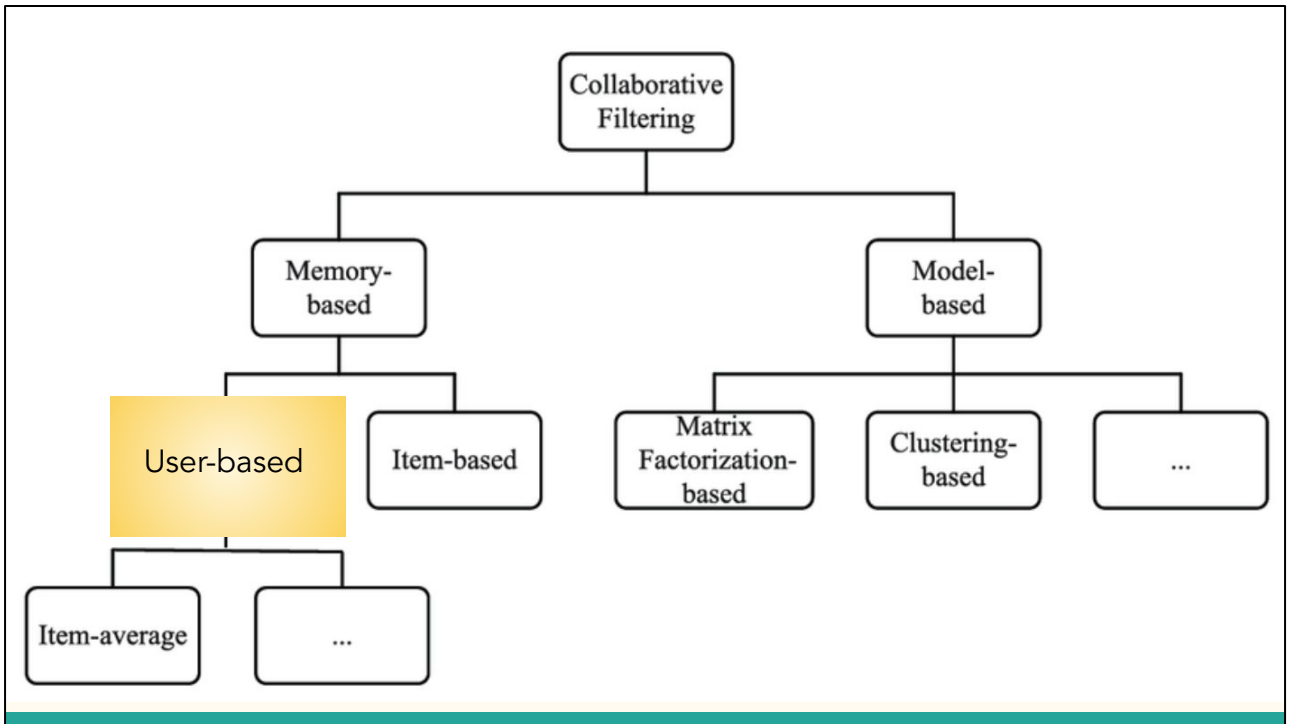 Collaborative
Filtering
Memory-
based
Model-
based
User-based
Item-based
Matrix
Factorization-
based
Clustering-
based
...
Item-average
...